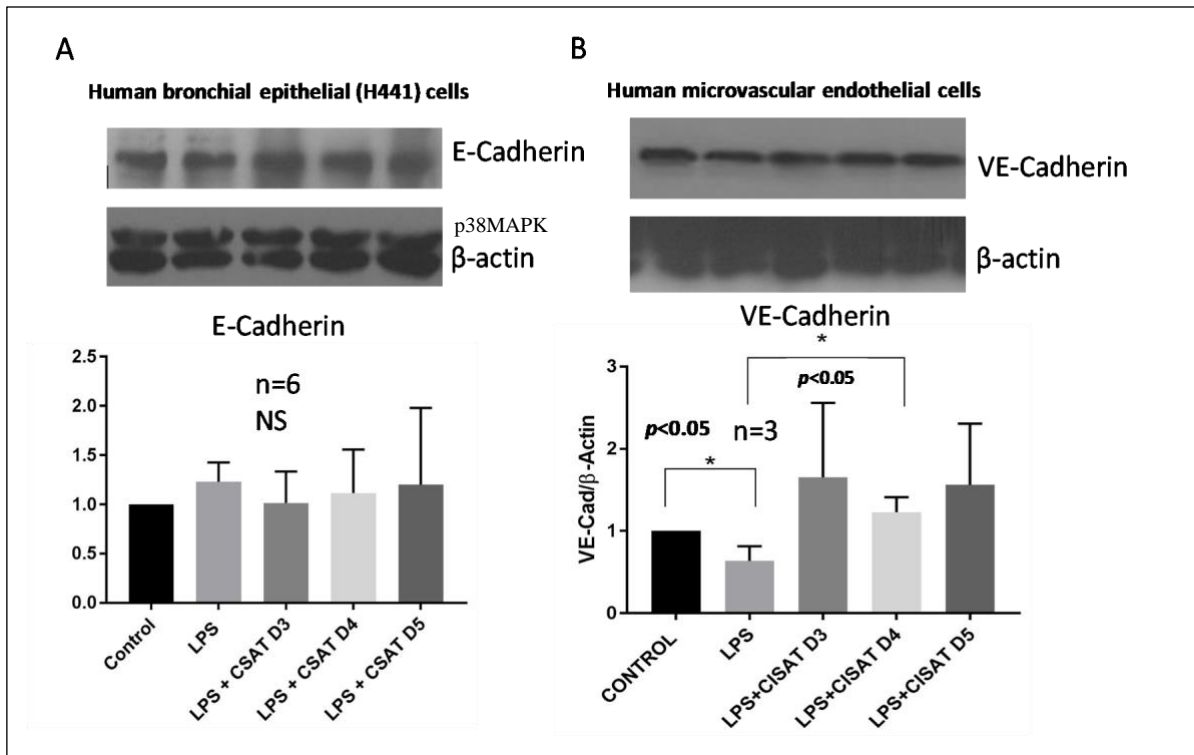 A
Human bronchial epithelial (H441) cells
E-Cadherin
p38MAPK
β-actin
E-Cadherin
2.5
2.0
1.5
1.0
0.5
0.0
n=6
NS
Control
LPS
LPS + CSAT D3
LPS + CSAT D4
LPS + CSAT D5
B
Human microvascular endothelial cells
VE-Cadherin
β-actin
VE-Cadherin
VE-Cad/β-Actin
3
2
1
0
*
p<0.05
p<0.05
n=3
*
CONTROL
LPS
LPS+CISAT D3
LPS+CISAT D4
LPS+CISAT D5